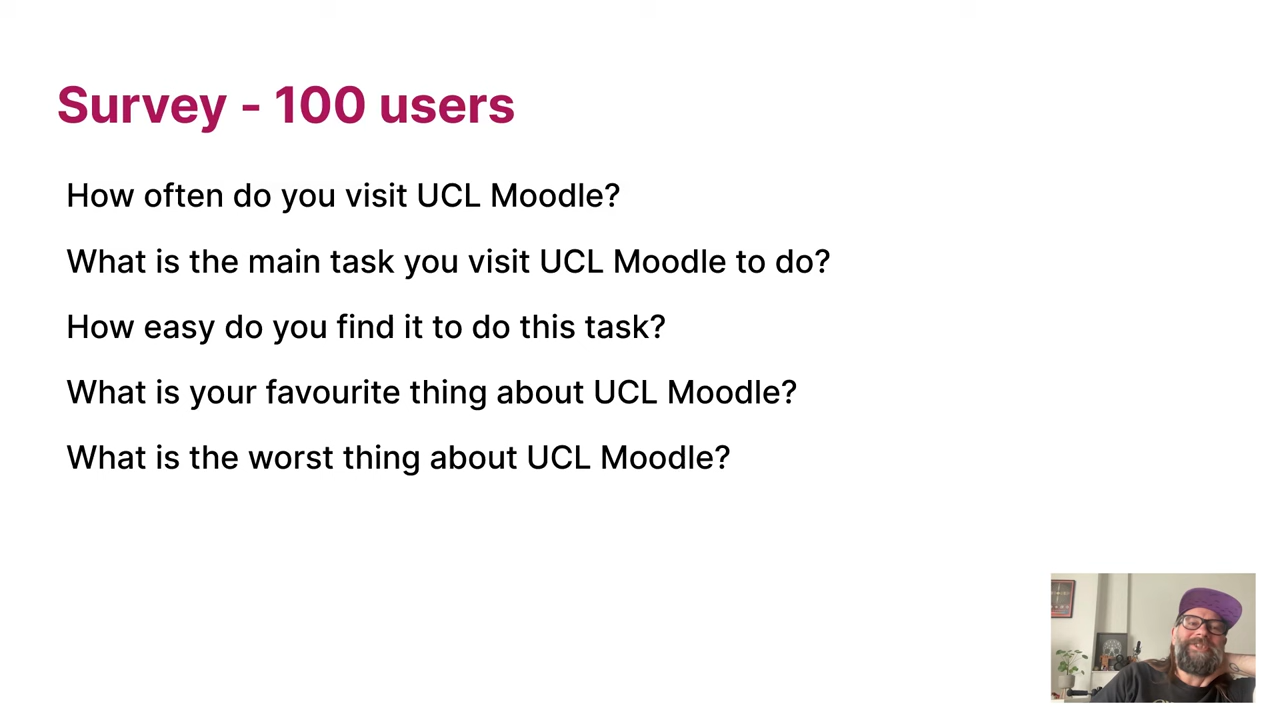 Survey - 100 users
How often do you visit UCL Moodle?
What is the main task you visit UCL Moodle to do?
How easy do you find it to do this task?
What is your favourite thing about UCL Moodle?
What is the worst thing about UCL Moodle?